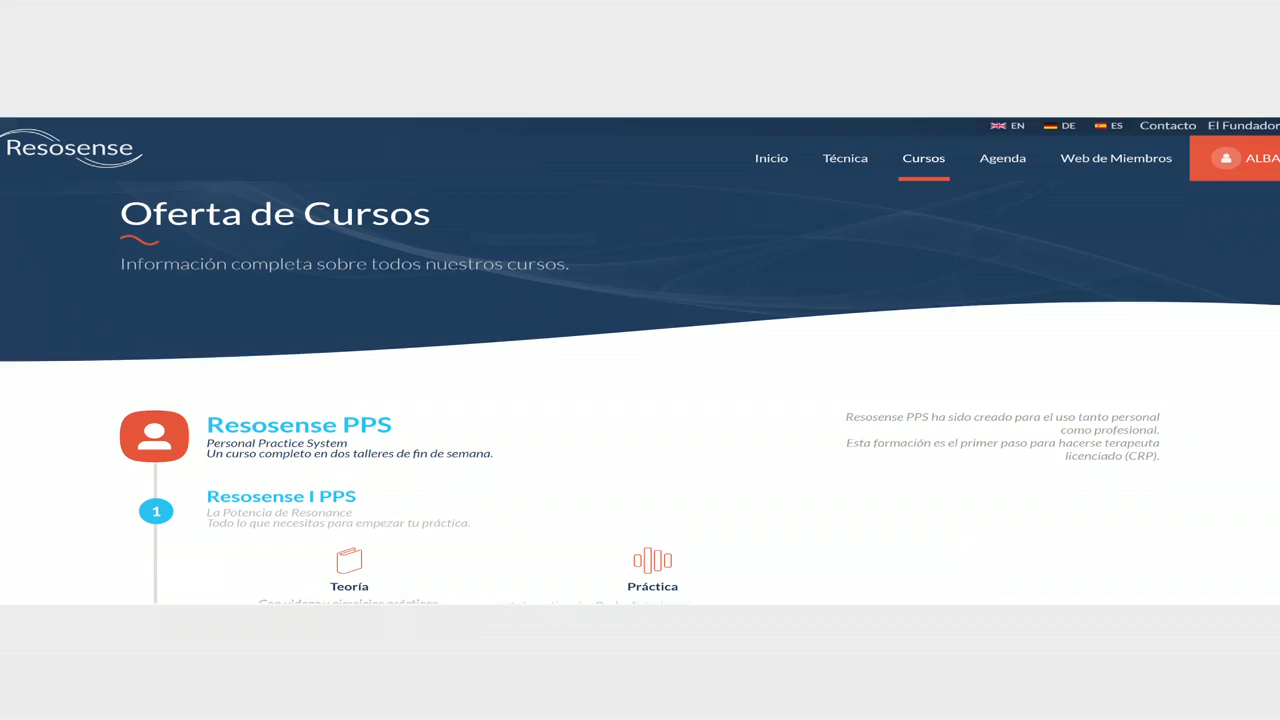 EN DE ES Contacto El Fundador
Resosense
Inicio Técnica Cursos Agenda Web de Miembros ALBA
Oferta de Cursos
Información completa sobre todos nuestros cursos.
Resosense PPS
Personal Practice System
Un curso completo en dos talleres de fin de semana.
Resosense PPS ha sido creado para el uso tanto personal
como profesional.
Esta formación es el primer paso para hacerse terapeuta
licenciado (CRP).
1
Resosense I PPS
La Potencia de Resonance
Todo lo que necesitas para empezar tu práctica.
Teoría Práctica